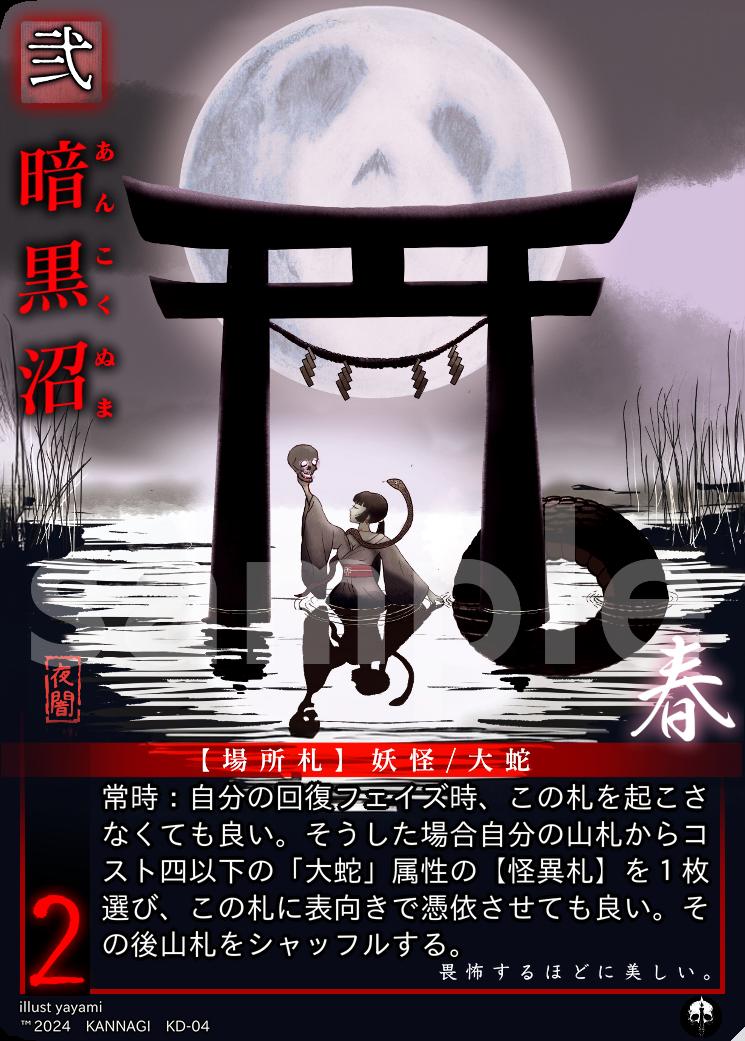 弐
暗黒沼
あんこくぬま
sample
夜闇
春
【場所札】妖怪/大蛇
常時：自分の回復フェイズ時、この札を起こさ
なくても良い。そうした場合自分の山札からコ
スト四以下の「大蛇」属性の【怪異札】を１枚
選び、この札に表向きで憑依させても良い。そ
の後山札をシャッフルする。
畏怖するほどに美しい。
2
illust yayami
™2024 KANNAGI KD-04